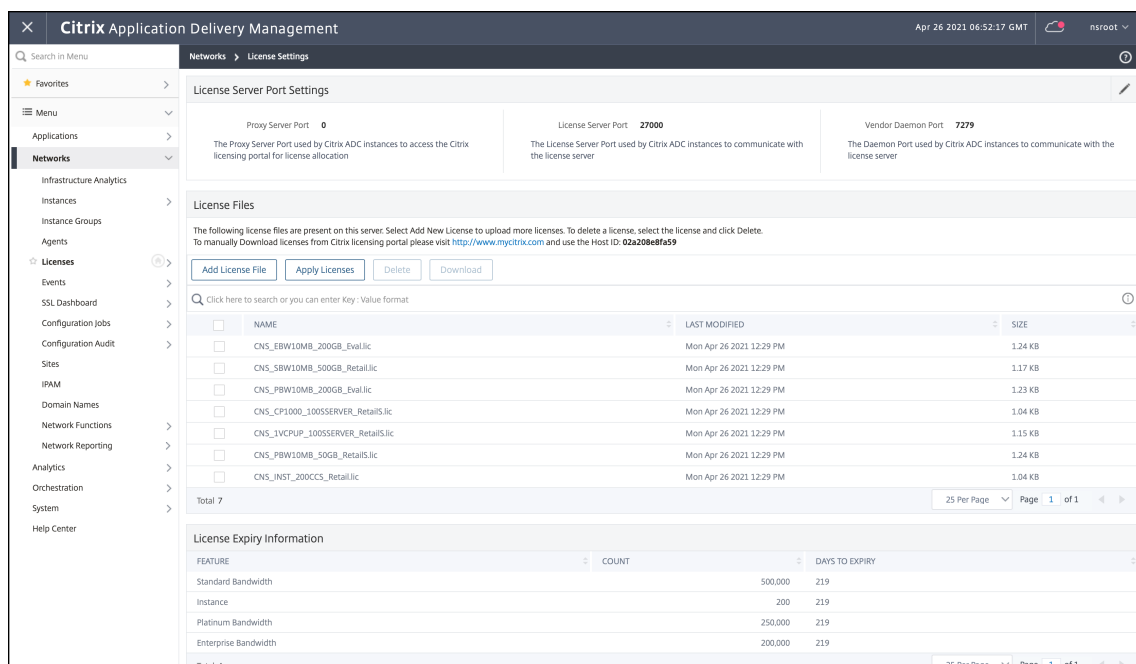 Citrix Application Delivery Management
Apr 26 2021 06:52:17 GMT
nsroot
Search in Menu
Favorites
Menu
Applications
Networks
Infrastructure Analytics
Instances
Instance Groups
Agents
Licenses
Events
SSL Dashboard
Configuration Jobs
Configuration Audit
Sites
IPAM
Domain Names
Network Functions
Network Reporting
Analytics
Orchestration
System
Help Center
Networks > License Settings
License Server Port Settings
Proxy Server Port 0
The Proxy Server Port used by Citrix ADC instances to access the Citrix
licensing portal for license allocation
License Server Port 27000
The License Server Port used by Citrix ADC instances to communicate with
the license server
Vendor Daemon Port 7279
The Daemon Port used by Citrix ADC instances to communicate with the
license server
License Files
The following license files are present on this server. Select Add New License to upload more licenses. To delete a license, select the license and click Delete.
To manually Download licenses from Citrix licensing portal please visit http://www.mycitrix.com and use the Host ID: 02a208e8fa59
Add License File Apply Licenses Delete Download
Click here to search or you can enter Key : Value format
NAME LAST MODIFIED SIZE
CNS_EBW10MB_200GB_Eval.lic Mon Apr 26 2021 12:29 PM 1.24 KB
CNS_SBW10MB_500GB_Retail.lic Mon Apr 26 2021 12:29 PM 1.17 KB
CNS_PBW10MB_200GB_Eval.lic Mon Apr 26 2021 12:29 PM 1.23 KB
CNS_CP1000_100SSERVER_RetailS.lic Mon Apr 26 2021 12:29 PM 1.04 KB
CNS_1VCPUP_100SSERVER_RetailS.lic Mon Apr 26 2021 12:29 PM 1.15 KB
CNS_PBW10MB_50GB_RetailS.lic Mon Apr 26 2021 12:29 PM 1.24 KB
CNS_INST_200CCS_Retail.lic Mon Apr 26 2021 12:29 PM 1.04 KB
Total 7 25 Per Page Page 1 of 1
License Expiry Information
FEATURE COUNT DAYS TO EXPIRY
Standard Bandwidth 500,000 219
Instance 200 219
Platinum Bandwidth 250,000 219
Enterprise Bandwidth 200,000 219
25 Per Page Page 1 of 1